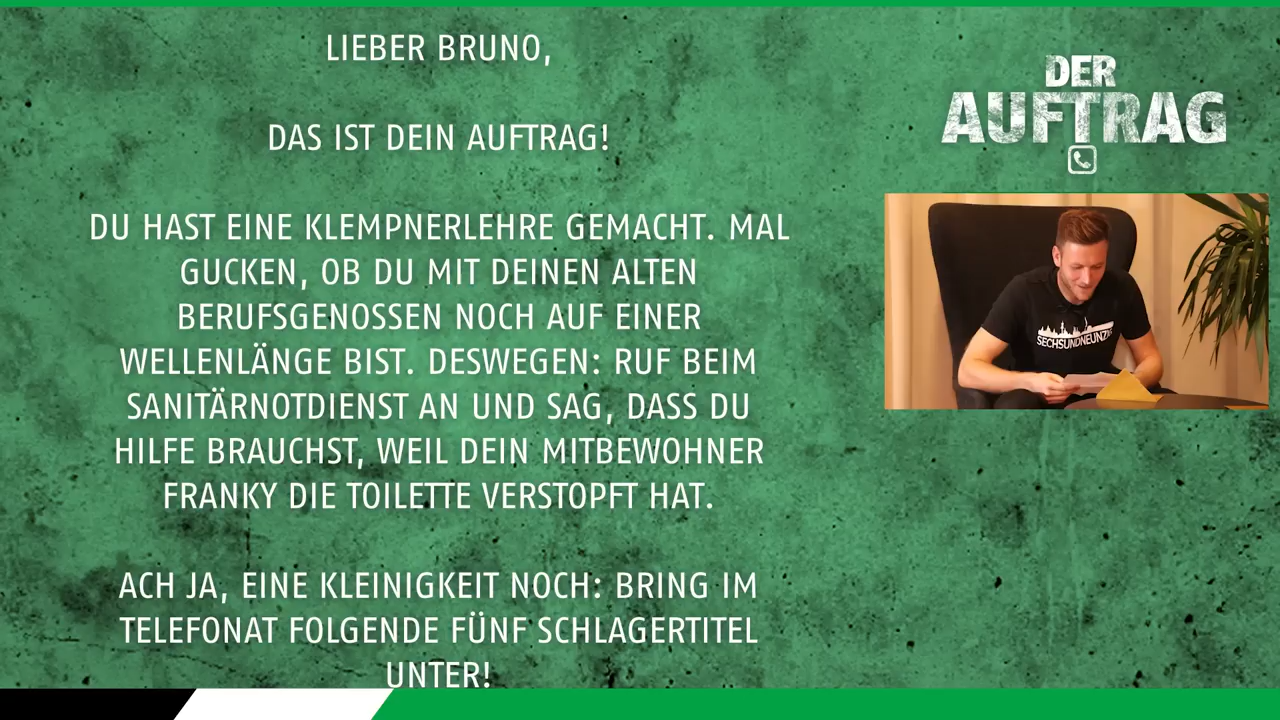 LIEBER BRUNO,
DAS IST DEIN AUFTRAG!
DU HAST EINE KLEMPNERLEHRE GEMACHT. MAL
GUCKEN, OB DU MIT DEINEN ALTEN
BERUFSGENOSSEN NOCH AUF EINER
WELLENLÄNGE BIST. DESWEGEN: RUF BEIM
SANITÄRNOTDIENST AN UND SAG, DASS DU
HILFE BRAUCHST, WEIL DEIN MITBEWOHNER
FRANKY DIE TOILETTE VERSTOPFT HAT.
ACH JA, EINE KLEINIGKEIT NOCH: BRING IM
TELEFONAT FOLGENDE FÜNF SCHLAGERTITEL
UNTER!
DER
AUFTRAG
SECHSUNDNEUNZIG